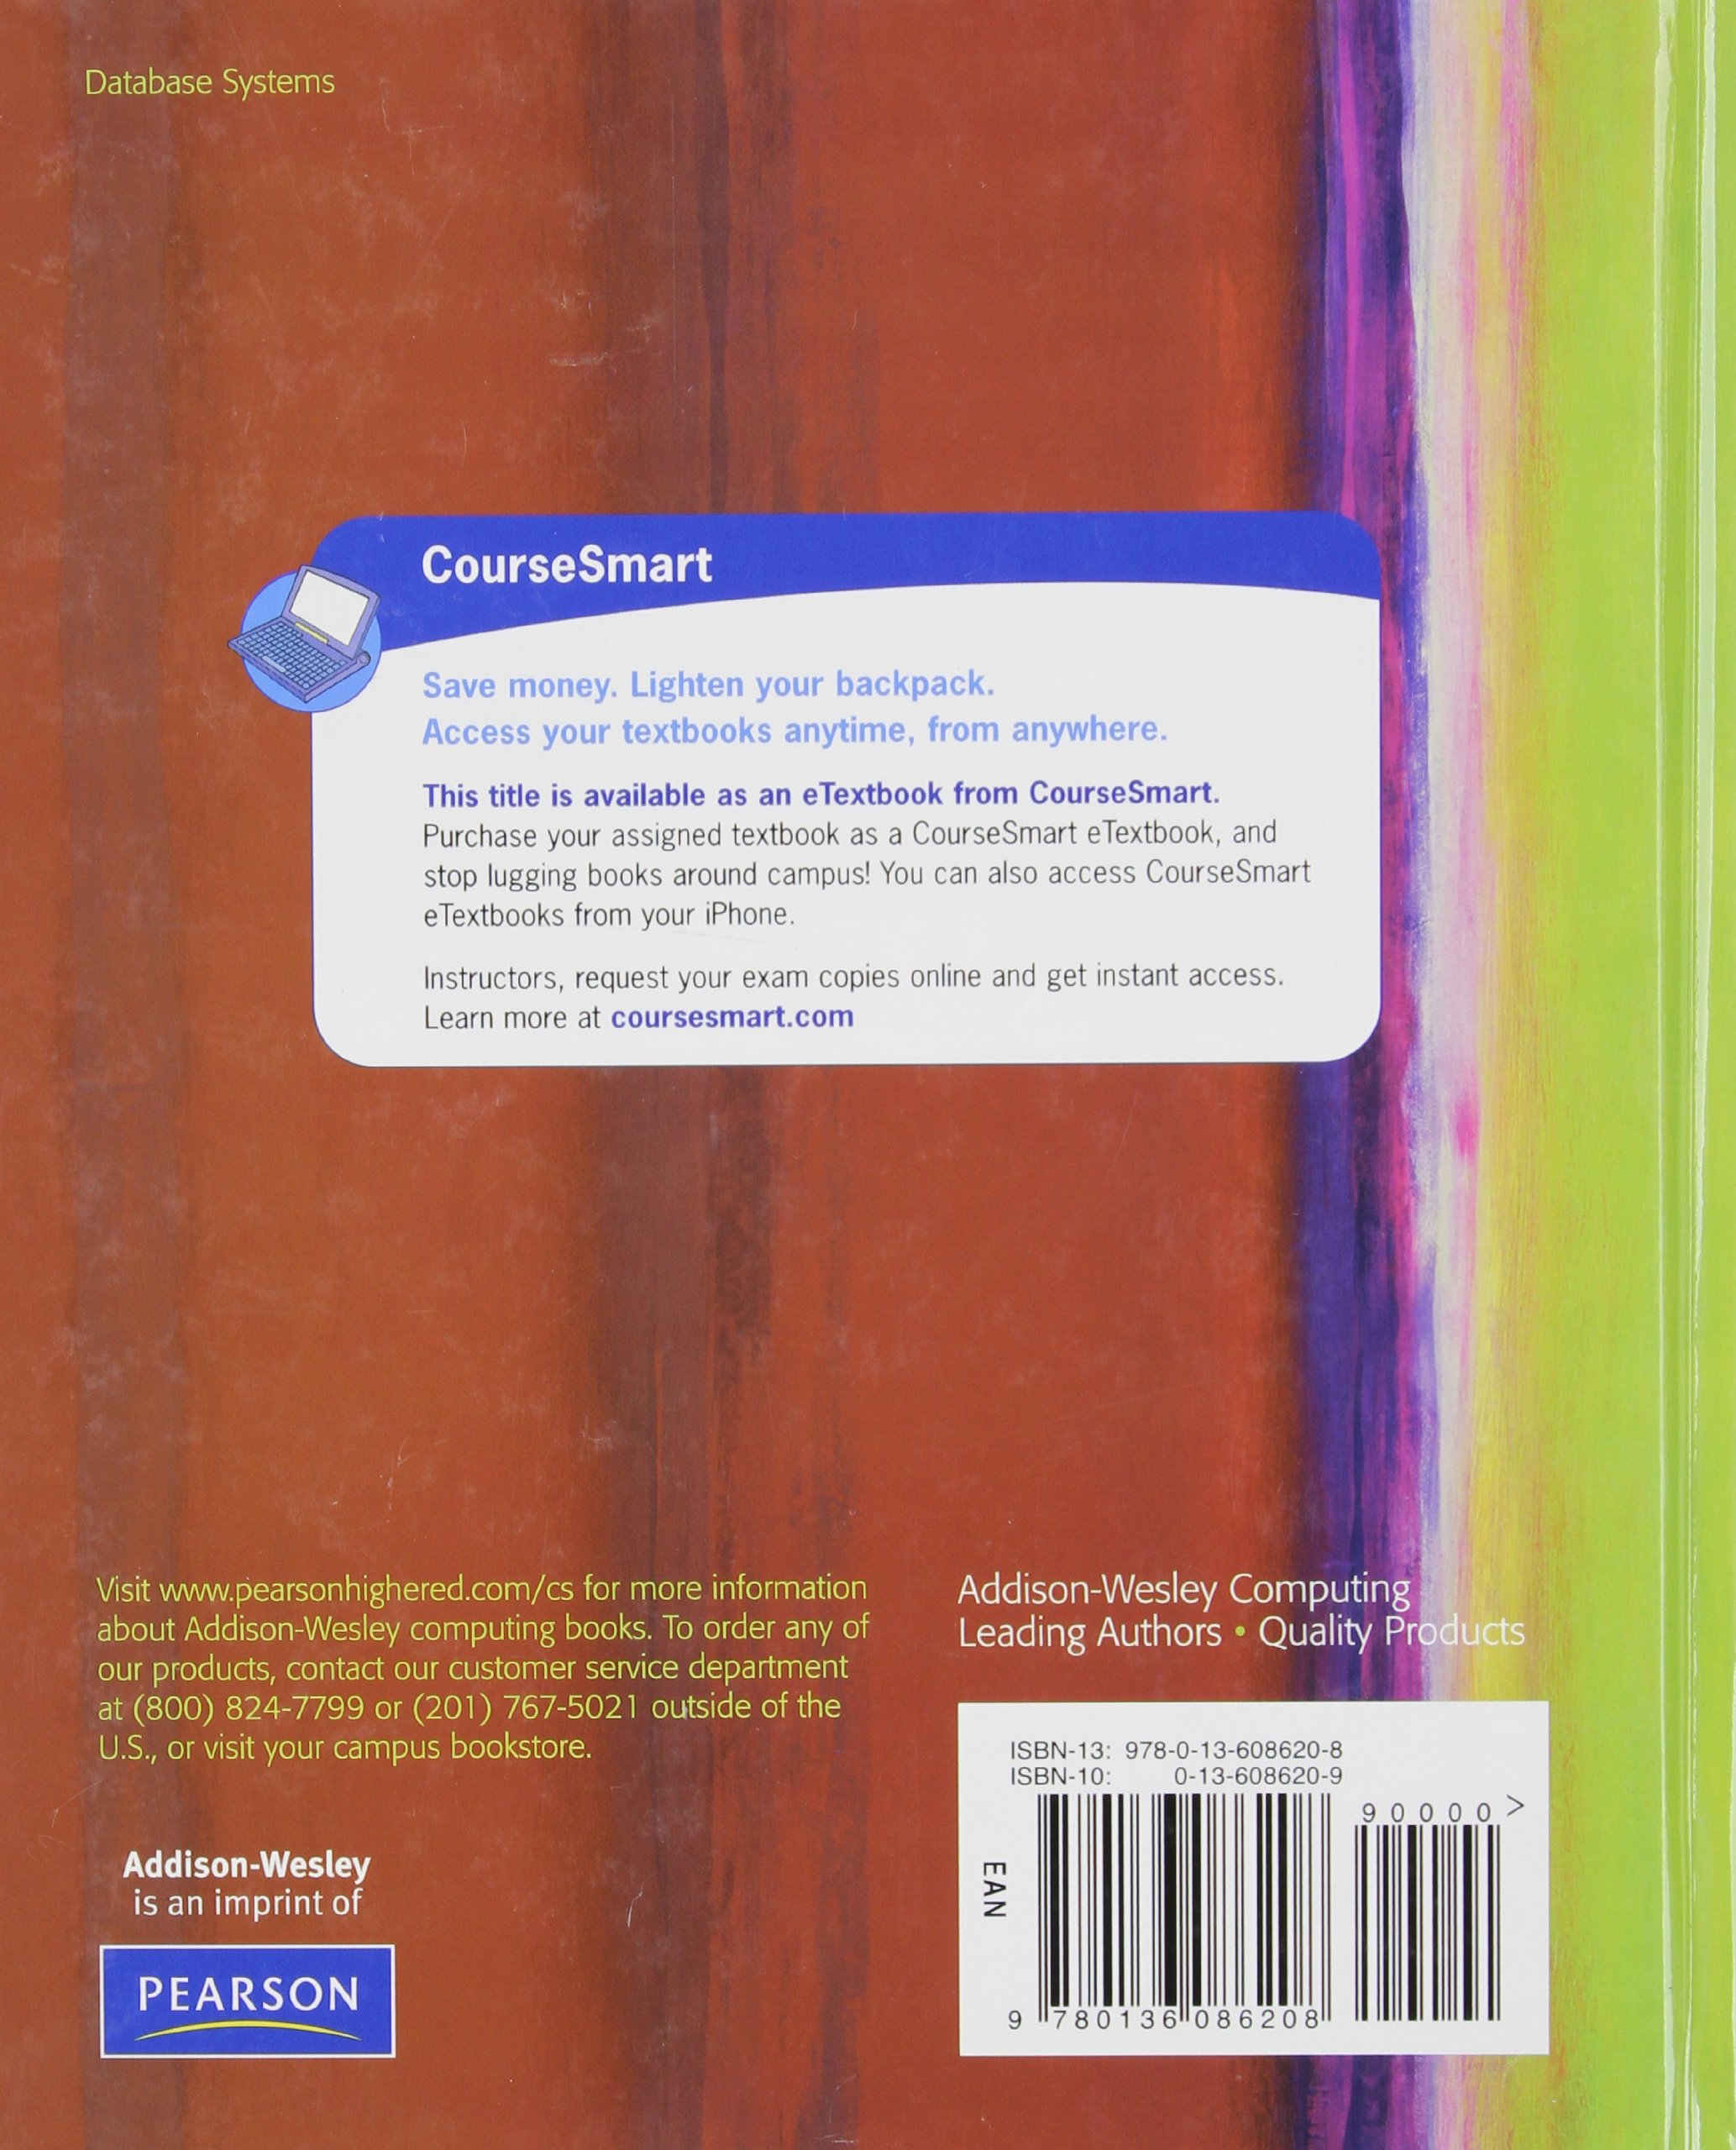 Database Systems
CourseSmart
Save money. Lighten your backpack.
Access your textbooks anytime, from anywhere.
This title is available as an eTextbook from CourseSmart.
Purchase your assigned textbook as a CourseSmart eTextbook, and
stop lugging books around campus! You can also access CourseSmart
eTextbooks from your iPhone.
Instructors, request your exam copies online and get instant access.
Learn more at coursesmart.com
Visit www.pearsonhighered.com/cs for more information
about Addison-Wesley computing books. To order any of
our products, contact our customer service department
at (800) 824-7799 or (201) 767-5021 outside of the
U.S., or visit your campus bookstore.
Addison-Wesley
is an imprint of
PEARSON
Addison-Wesley Computing
Leading Authors • Quality Products
ISBN-13: 978-0-13-608620-8
ISBN-10: 0-13-608620-9
90000>
EAN
9 780136 086208